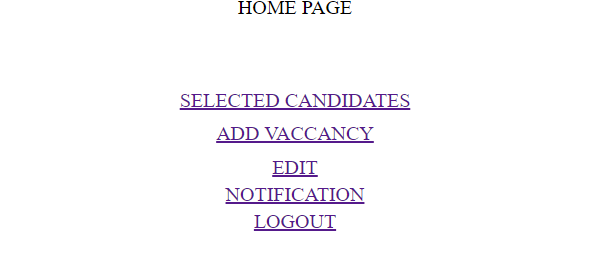 HOME PAGE
SELECTED CANDIDATES
ADD VACCANCY
EDIT
NOTIFICATION
LOGOUT